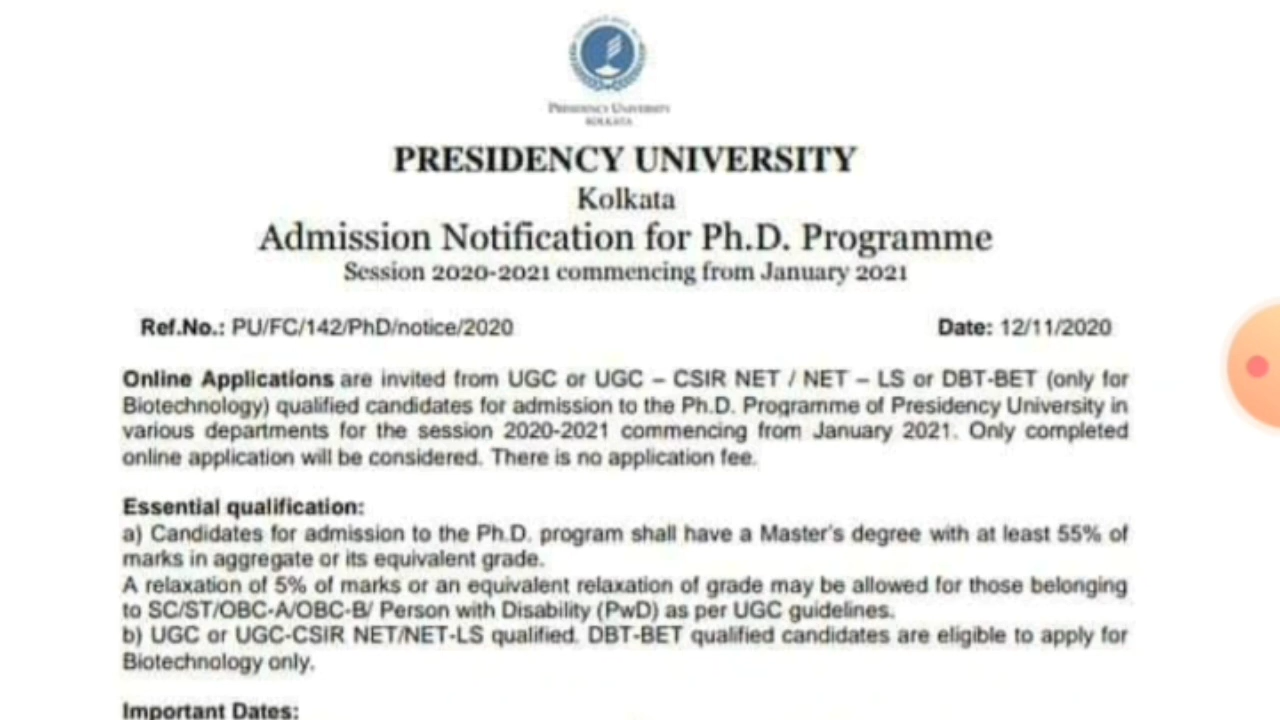 PRESIDENCY UNIVERSITY
KOLKATA
PRESIDENCY UNIVERSITY
Kolkata
Admission Notification for Ph.D. Programme
Session 2020-2021 commencing from January 2021
Ref.No.: PU/FC/142/PhD/notice/2020 Date: 12/11/2020
Online Applications are invited from UGC or UGC – CSIR NET / NET – LS or DBT-BET (only for
Biotechnology) qualified candidates for admission to the Ph.D. Programme of Presidency University in
various departments for the session 2020-2021 commencing from January 2021. Only completed
online application will be considered. There is no application fee.
Essential qualification:
a) Candidates for admission to the Ph.D. program shall have a Master's degree with at least 55% of
marks in aggregate or its equivalent grade.
A relaxation of 5% of marks or an equivalent relaxation of grade may be allowed for those belonging
to SC/ST/OBC-A/OBC-B/ Person with Disability (PwD) as per UGC guidelines.
b) UGC or UGC-CSIR NET/NET-LS qualified. DBT-BET qualified candidates are eligible to apply for
Biotechnology only.
Important Dates: